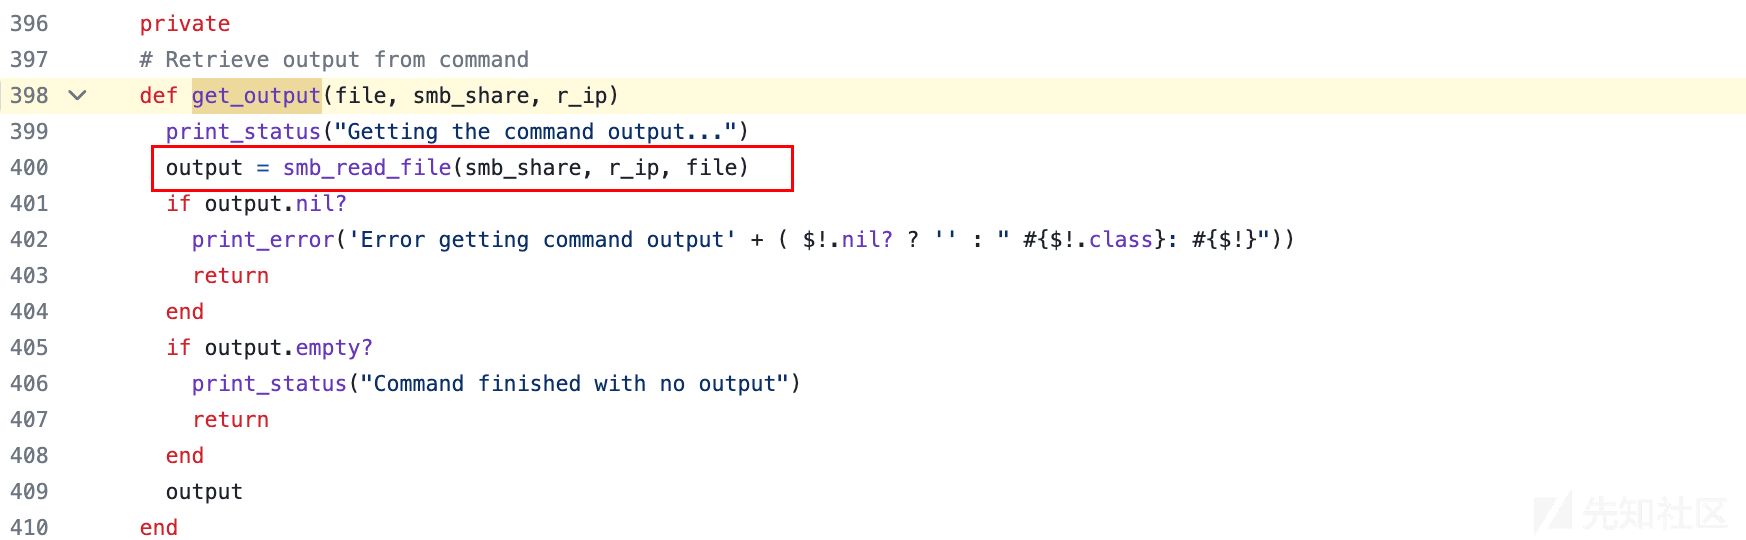 396 private
397 # Retrieve output from command
398 def get_output(file, smb_share, r_ip)
399 print_status("Getting the command output...")
400 output = smb_read_file(smb_share, r_ip, file)
401 if output.nil?
402 print_error('Error getting command output' + ( $!.nil? ? '' : " #{$!.class}: #{$!}"))
403 return
404 end
405 if output.empty?
406 print_status("Command finished with no output")
407 return
408 end
409 output
410 end
先知社区